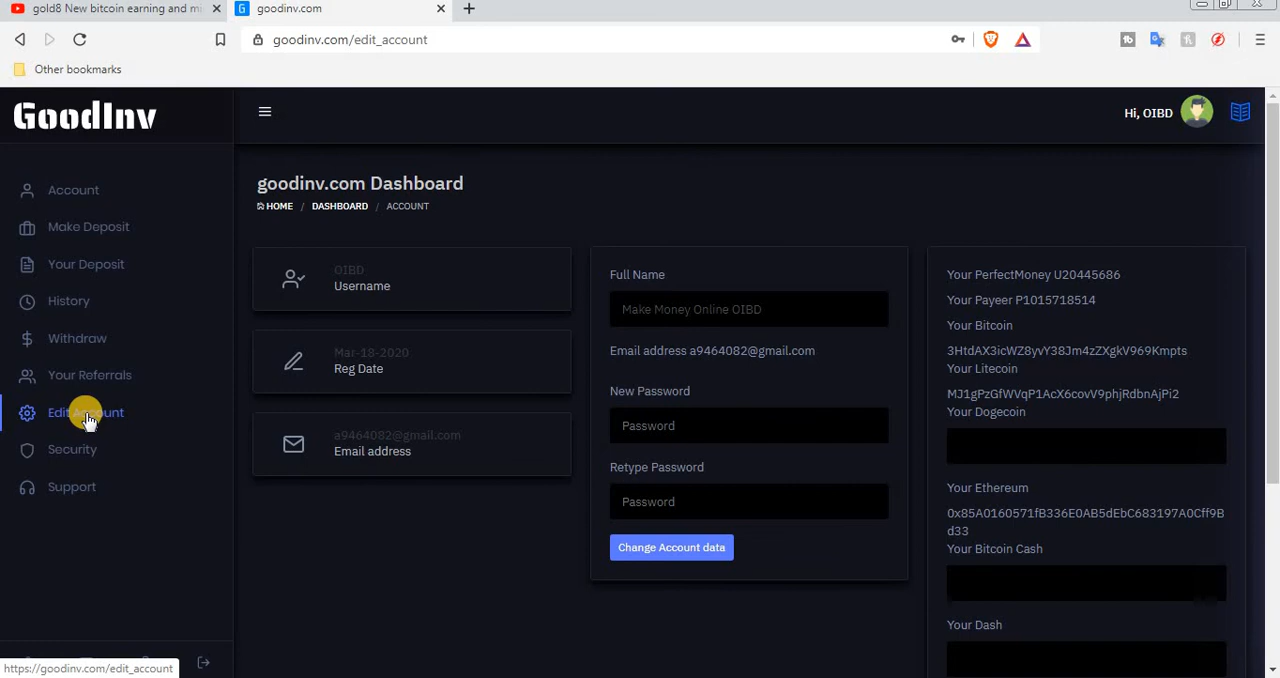 gold8 New bitcoin earning and mi
goodinv.com
goodinv.com/edit_account
Other bookmarks
GoodInv
Hi, OIBD
Account
Make Deposit
Your Deposit
History
Withdraw
Your Referrals
Edit Account
Security
Support
goodinv.com Dashboard
HOME / DASHBOARD / ACCOUNT
OIBD
Username
Mar-18-2020
Reg Date
a9464082@gmail.com
Email address
Full Name
Make Money Online OIBD
Email address a9464082@gmail.com
New Password
Password
Retype Password
Password
Change Account data
Your PerfectMoney U20445686
Your Payeer P1015718514
Your Bitcoin
3HtdAX3icWZ8yvY38Jm4zZXgkV969Kmpts
Your Litecoin
MJ1gPzGfWVqP1AcX6covV9phjRdbnAjPi2
Your Dogecoin
Your Ethereum
0x85A0160571fB336E0AB5dEbC683197A0Cff9B
d33
Your Bitcoin Cash
Your Dash
https://goodinv.com/edit_account